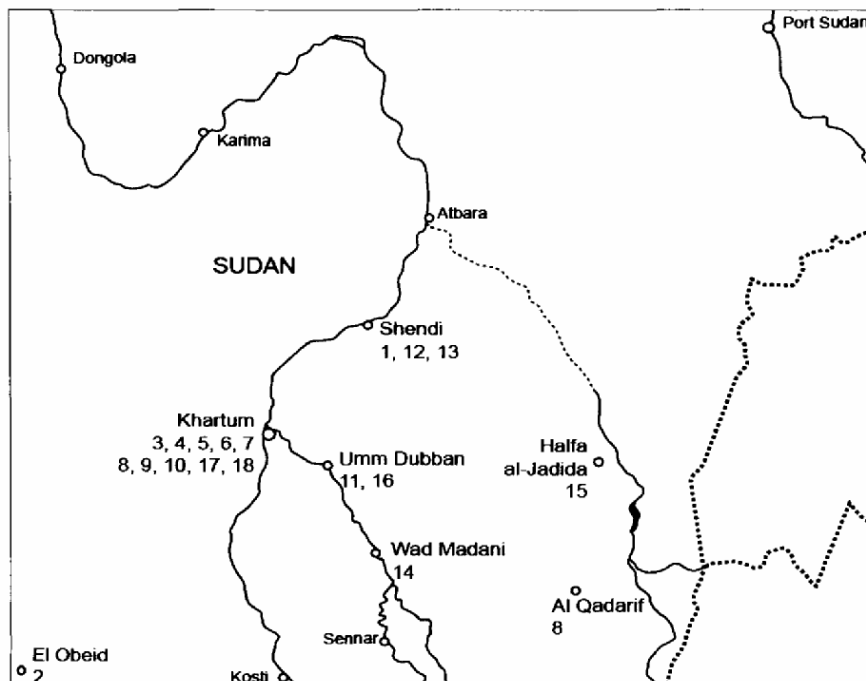 Port Sudan
Dongola
Karima
Atbara
SUDAN
Shendi
1, 12, 13
Khartum
3, 4, 5, 6, 7
8, 9, 10, 17, 18
Umm Dubban
11, 16
Halfa
al-Jadida
15
Wad Madani
14
Al Qadarif
8
Sennar
El Obeid
2
Kosti